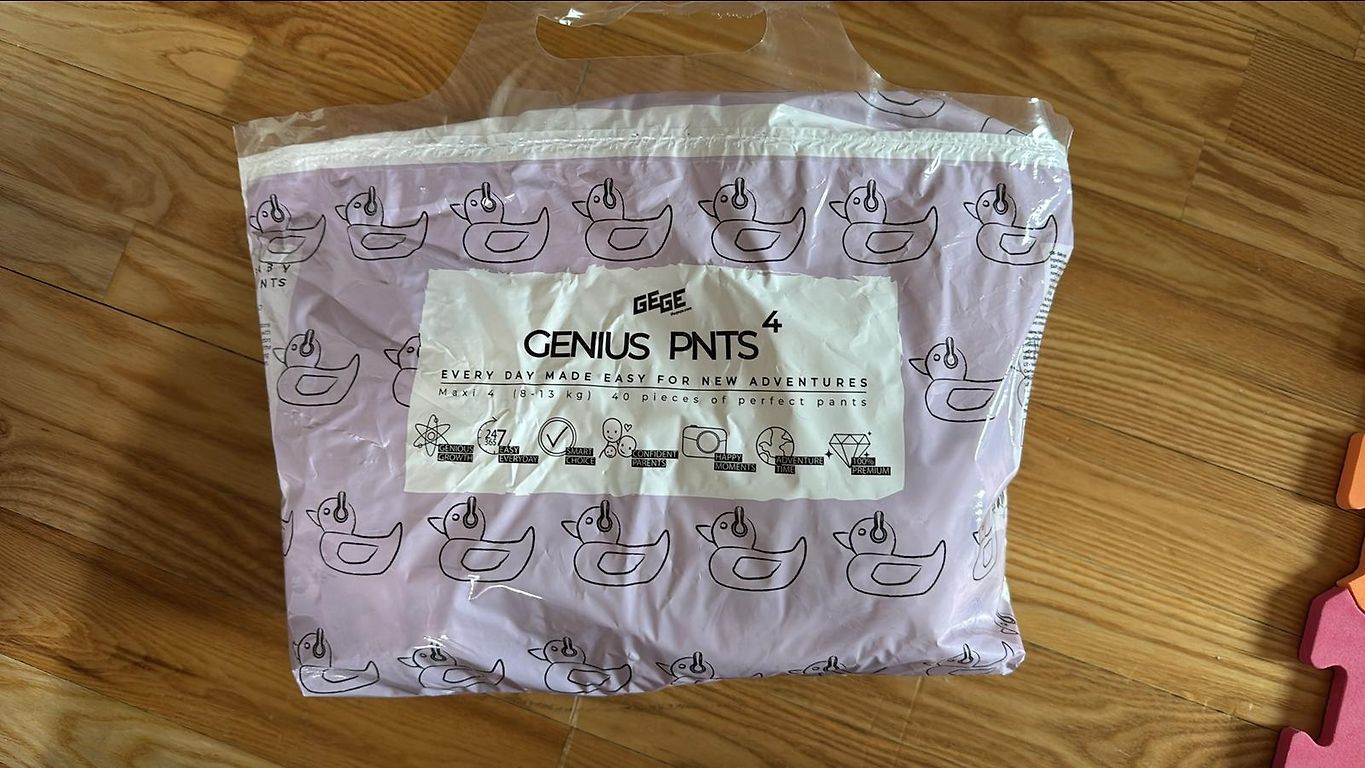 GEGE
GENIUS PNTS 4
EVERY DAY MADE EASY FOR NEW ADVENTURES
Maxi 4 (8-13 kg) 40 pieces of perfect pants
GENIOUS GROWTH
24/7 365 EASY EVERYDAY
SMART CHOICE
CONFIDENT PARENTS
HAPPY MOMENTS
ADVENTURE TIME
100% PREMIUM